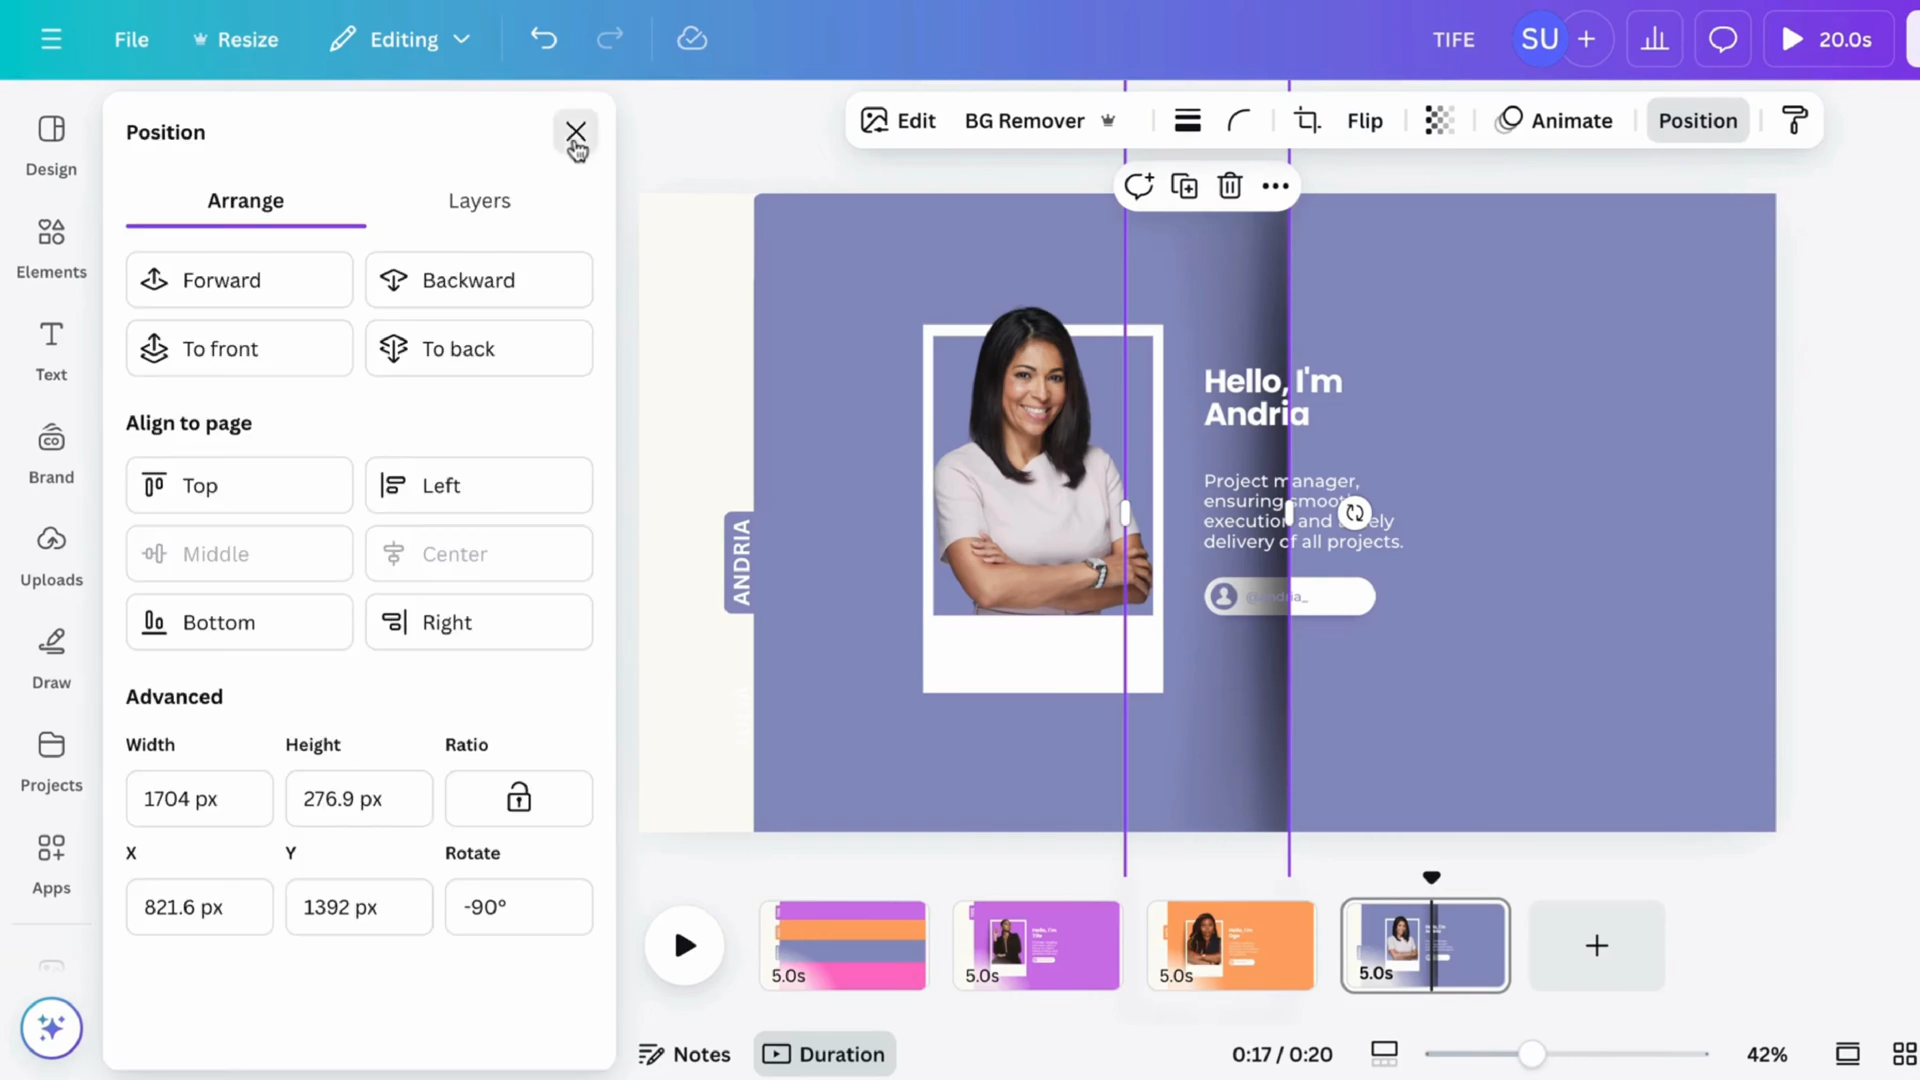 File
Resize
Editing
TIFE
SU
20.0s
Design
Elements
Text
Brand
Uploads
Draw
Projects
Apps
Position
Arrange
Layers
Forward
Backward
To front
To back
Align to page
Top
Left
Middle
Center
Bottom
Right
Advanced
Width
Height
Ratio
1704 px
276.9 px
X
Y
Rotate
821.6 px
1392 px
-90°
Edit
BG Remover
Flip
Animate
Position
ANDRIA
Hello, I'm
Andria
Project manager,
ensuring smooth
execution and
delivery of all projects.
@andria_
5.0s
5.0s
5.0s
5.0s
Notes
Duration
0:17 / 0:20
42%